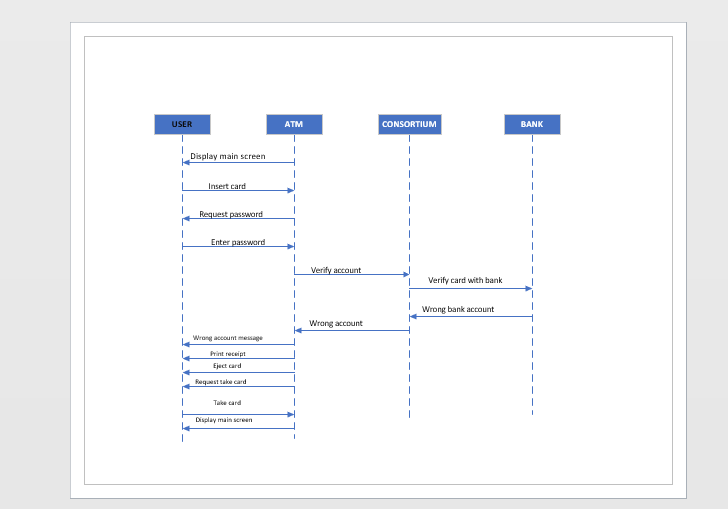 USER
ATM
CONSORTIUM
BANK
Display main screen
Insert card
Request password
Enter password
Verify account
Verify card with bank
Wrong bank account
Wrong account
Wrong account message
Print receipt
Eject card
Request take card
Take card
Display main screen